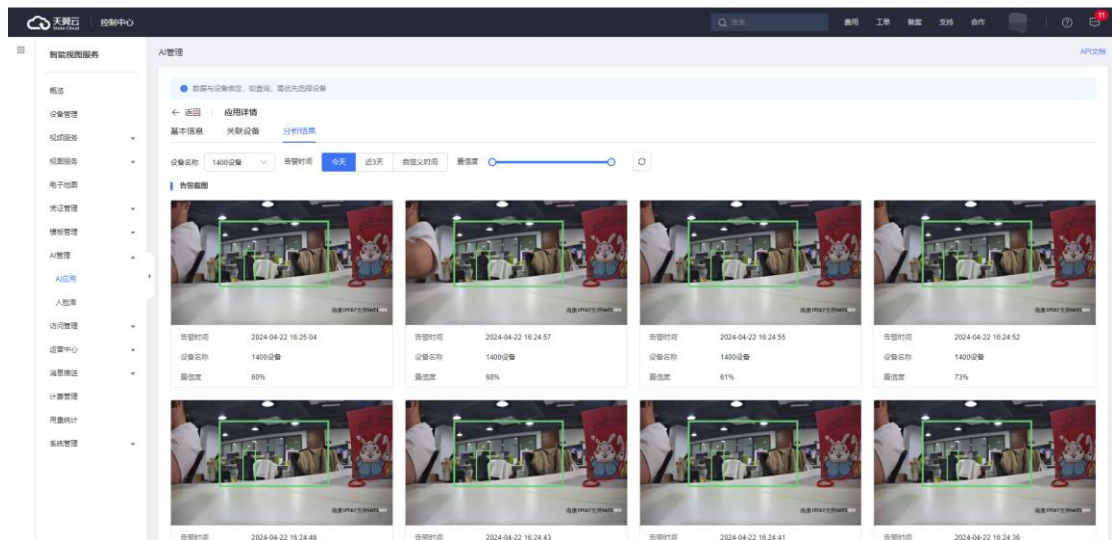 天翼云 控制中心 搜索 费用 工单 备案 支持 合作 11
State Cloud
智能视图服务 AI管理 API文档
概览
设备管理
视频服务
视图服务
电子地图
凭证管理
模板管理
AI管理
AI应用
人脸库
访问管理
运营中心
消息推送
计费管理
用量统计
系统管理
数据与设备绑定，如查询，需优先选择设备
← 返回 应用详情
基本信息 关联设备 分析结果
设备名称 1400设备 告警时间 今天 近3天 自定义时间 置信度
告警截图
告警时间 2024-04-22 16:25:04
设备名称 1400设备
置信度 60%
告警时间 2024-04-22 16:24:57
设备名称 1400设备
置信度 68%
告警时间 2024-04-22 16:24:55
设备名称 1400设备
置信度 61%
告警时间 2024-04-22 16:24:52
设备名称 1400设备
置信度 73%
告警时间 2024-04-22 16:24:46
告警时间 2024-04-22 16:24:43
告警时间 2024-04-22 16:24:41
告警时间 2024-04-22 16:24:36